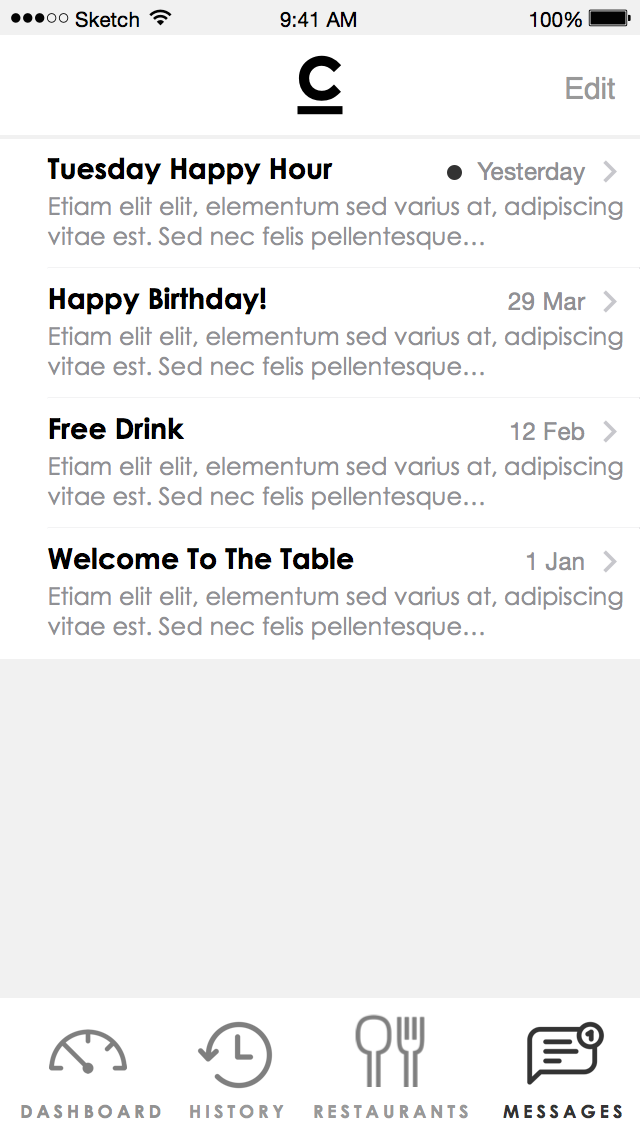 Sketch 9:41 AM 100%
C Edit
Tuesday Happy Hour Yesterday
Etiam elit elit, elementum sed varius at, adipiscing
vitae est. Sed nec felis pellentesque…
Happy Birthday! 29 Mar
Etiam elit elit, elementum sed varius at, adipiscing
vitae est. Sed nec felis pellentesque…
Free Drink 12 Feb
Etiam elit elit, elementum sed varius at, adipiscing
vitae est. Sed nec felis pellentesque…
Welcome To The Table 1 Jan
Etiam elit elit, elementum sed varius at, adipiscing
vitae est. Sed nec felis pellentesque…
1
DASHBOARD HISTORY RESTAURANTS MESSAGES